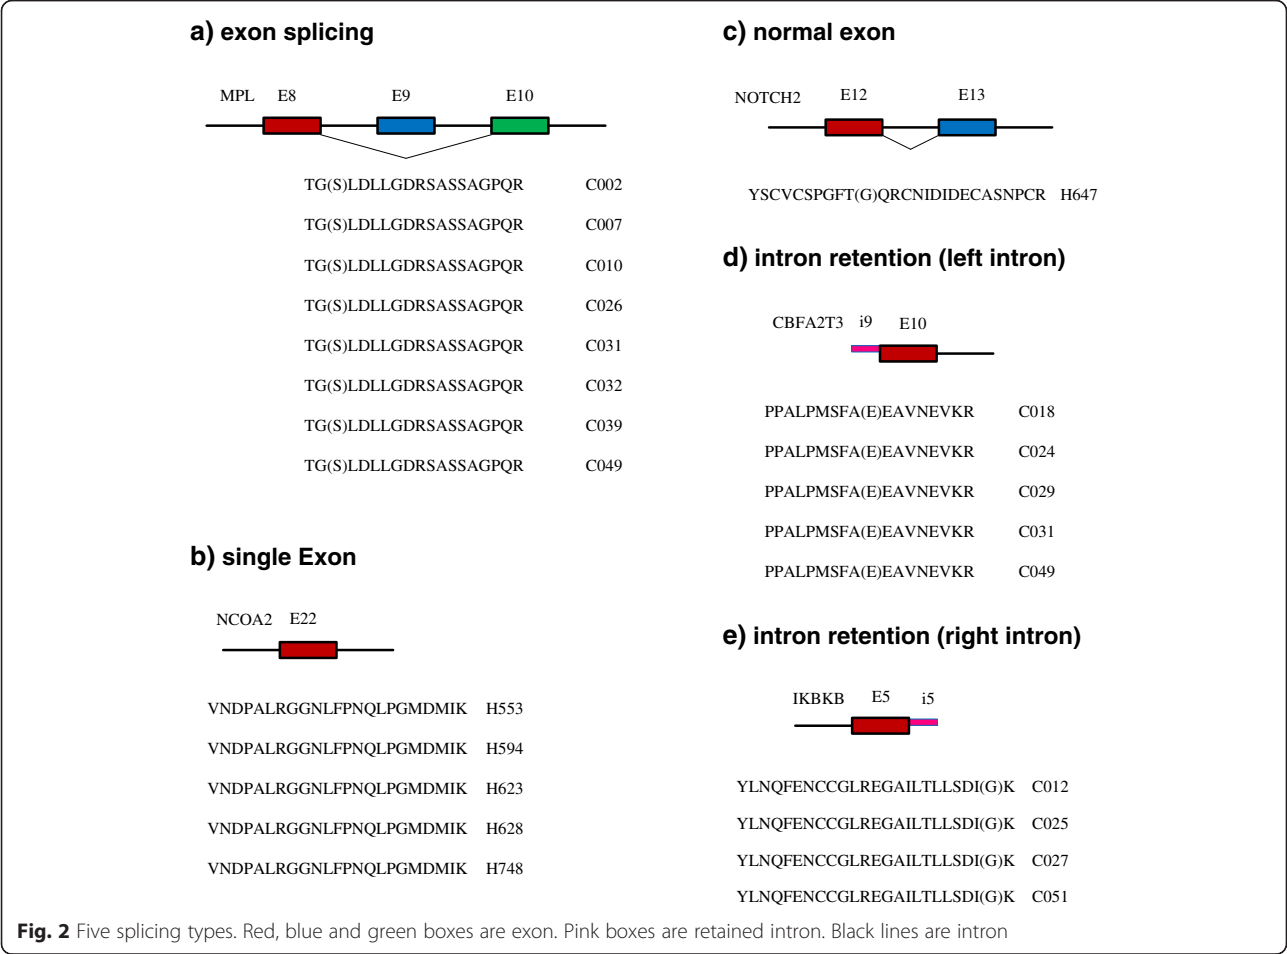 a) exon splicing
MPL E8 E9 E10
TG(S)LDLLGDRSASSAGPQR C002
TG(S)LDLLGDRSASSAGPQR C007
TG(S)LDLLGDRSASSAGPQR C010
TG(S)LDLLGDRSASSAGPQR C026
TG(S)LDLLGDRSASSAGPQR C031
TG(S)LDLLGDRSASSAGPQR C032
TG(S)LDLLGDRSASSAGPQR C039
TG(S)LDLLGDRSASSAGPQR C049
b) single Exon
NCOA2 E22
VNDPALRGGNLFPNQLPGMDMIK H553
VNDPALRGGNLFPNQLPGMDMIK H594
VNDPALRGGNLFPNQLPGMDMIK H623
VNDPALRGGNLFPNQLPGMDMIK H628
VNDPALRGGNLFPNQLPGMDMIK H748
c) normal exon
NOTCH2 E12 E13
YSCVCSPGFT(G)QRCNIDIDECASNPCR H647
d) intron retention (left intron)
CBFA2T3 i9 E10
PPALPMSFA(E)EAVNEVKR C018
PPALPMSFA(E)EAVNEVKR C024
PPALPMSFA(E)EAVNEVKR C029
PPALPMSFA(E)EAVNEVKR C031
PPALPMSFA(E)EAVNEVKR C049
e) intron retention (right intron)
IKBKB E5 i5
YLNQFENCCGLREGAILTLLSDI(G)K C012
YLNQFENCCGLREGAILTLLSDI(G)K C025
YLNQFENCCGLREGAILTLLSDI(G)K C027
YLNQFENCCGLREGAILTLLSDI(G)K C051
Fig. 2 Five splicing types. Red, blue and green boxes are exon. Pink boxes are retained intron. Black lines are intron